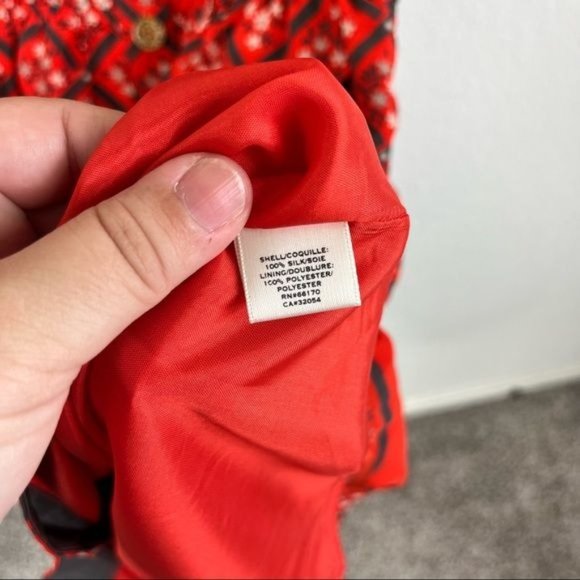 SHELL/COQUILLE:
100% SILK/SOIE
LINING/DOUBLURE:
100% POLYESTER/
POLYESTER
RN#66170
CA#32054